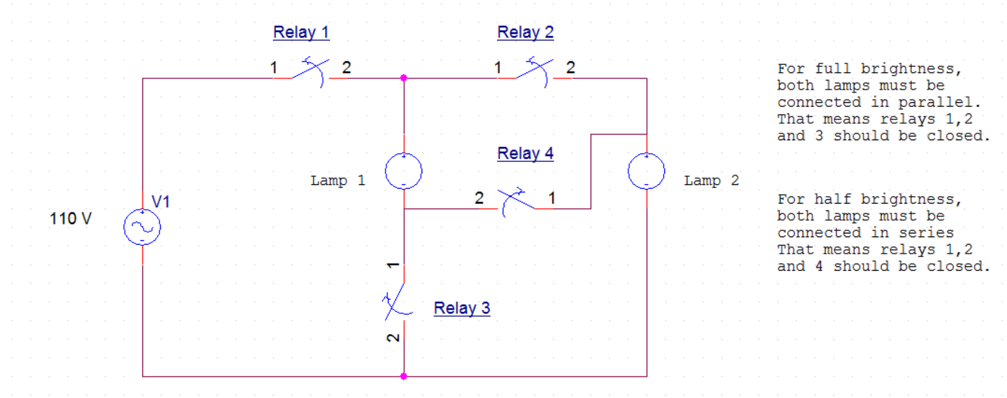 Relay 1
Relay 2
1 2
1 2
For full brightness,
both lamps must be
connected in parallel.
That means relays 1,2
and 3 should be closed.
Relay 4
Lamp 1
2 1
Lamp 2
V1
110 V
For half brightness,
both lamps must be
connected in series
That means relays 1,2
and 4 should be closed.
1
Relay 3
2